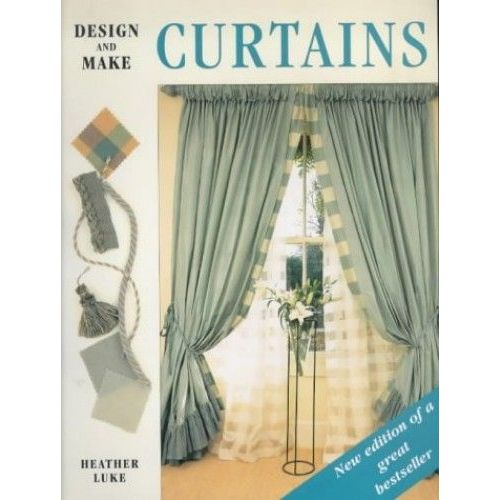 DESIGN
AND
MAKE
CURTAINS
HEATHER
LUKE
New edition of a
great
bestseller